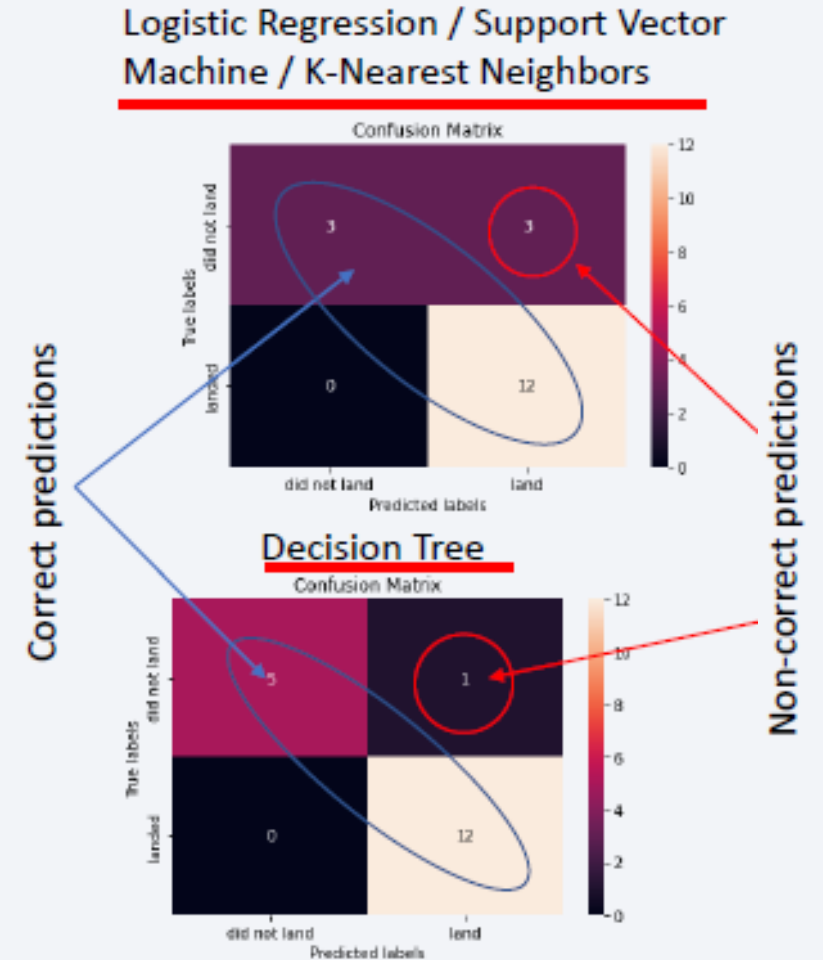 Logistic Regression / Support Vector
Machine / K-Nearest Neighbors
Confusion Matrix
True labels
did not land
landed
3
3
0
12
did not land
land
Predicted labels
12
10
8
6
4
2
0
Correct predictions
Non-correct predictions
Decision Tree
Confusion Matrix
True labels
did not land
landed
5
1
0
12
did not land
land
Predicted labels
12
10
8
6
4
2
0